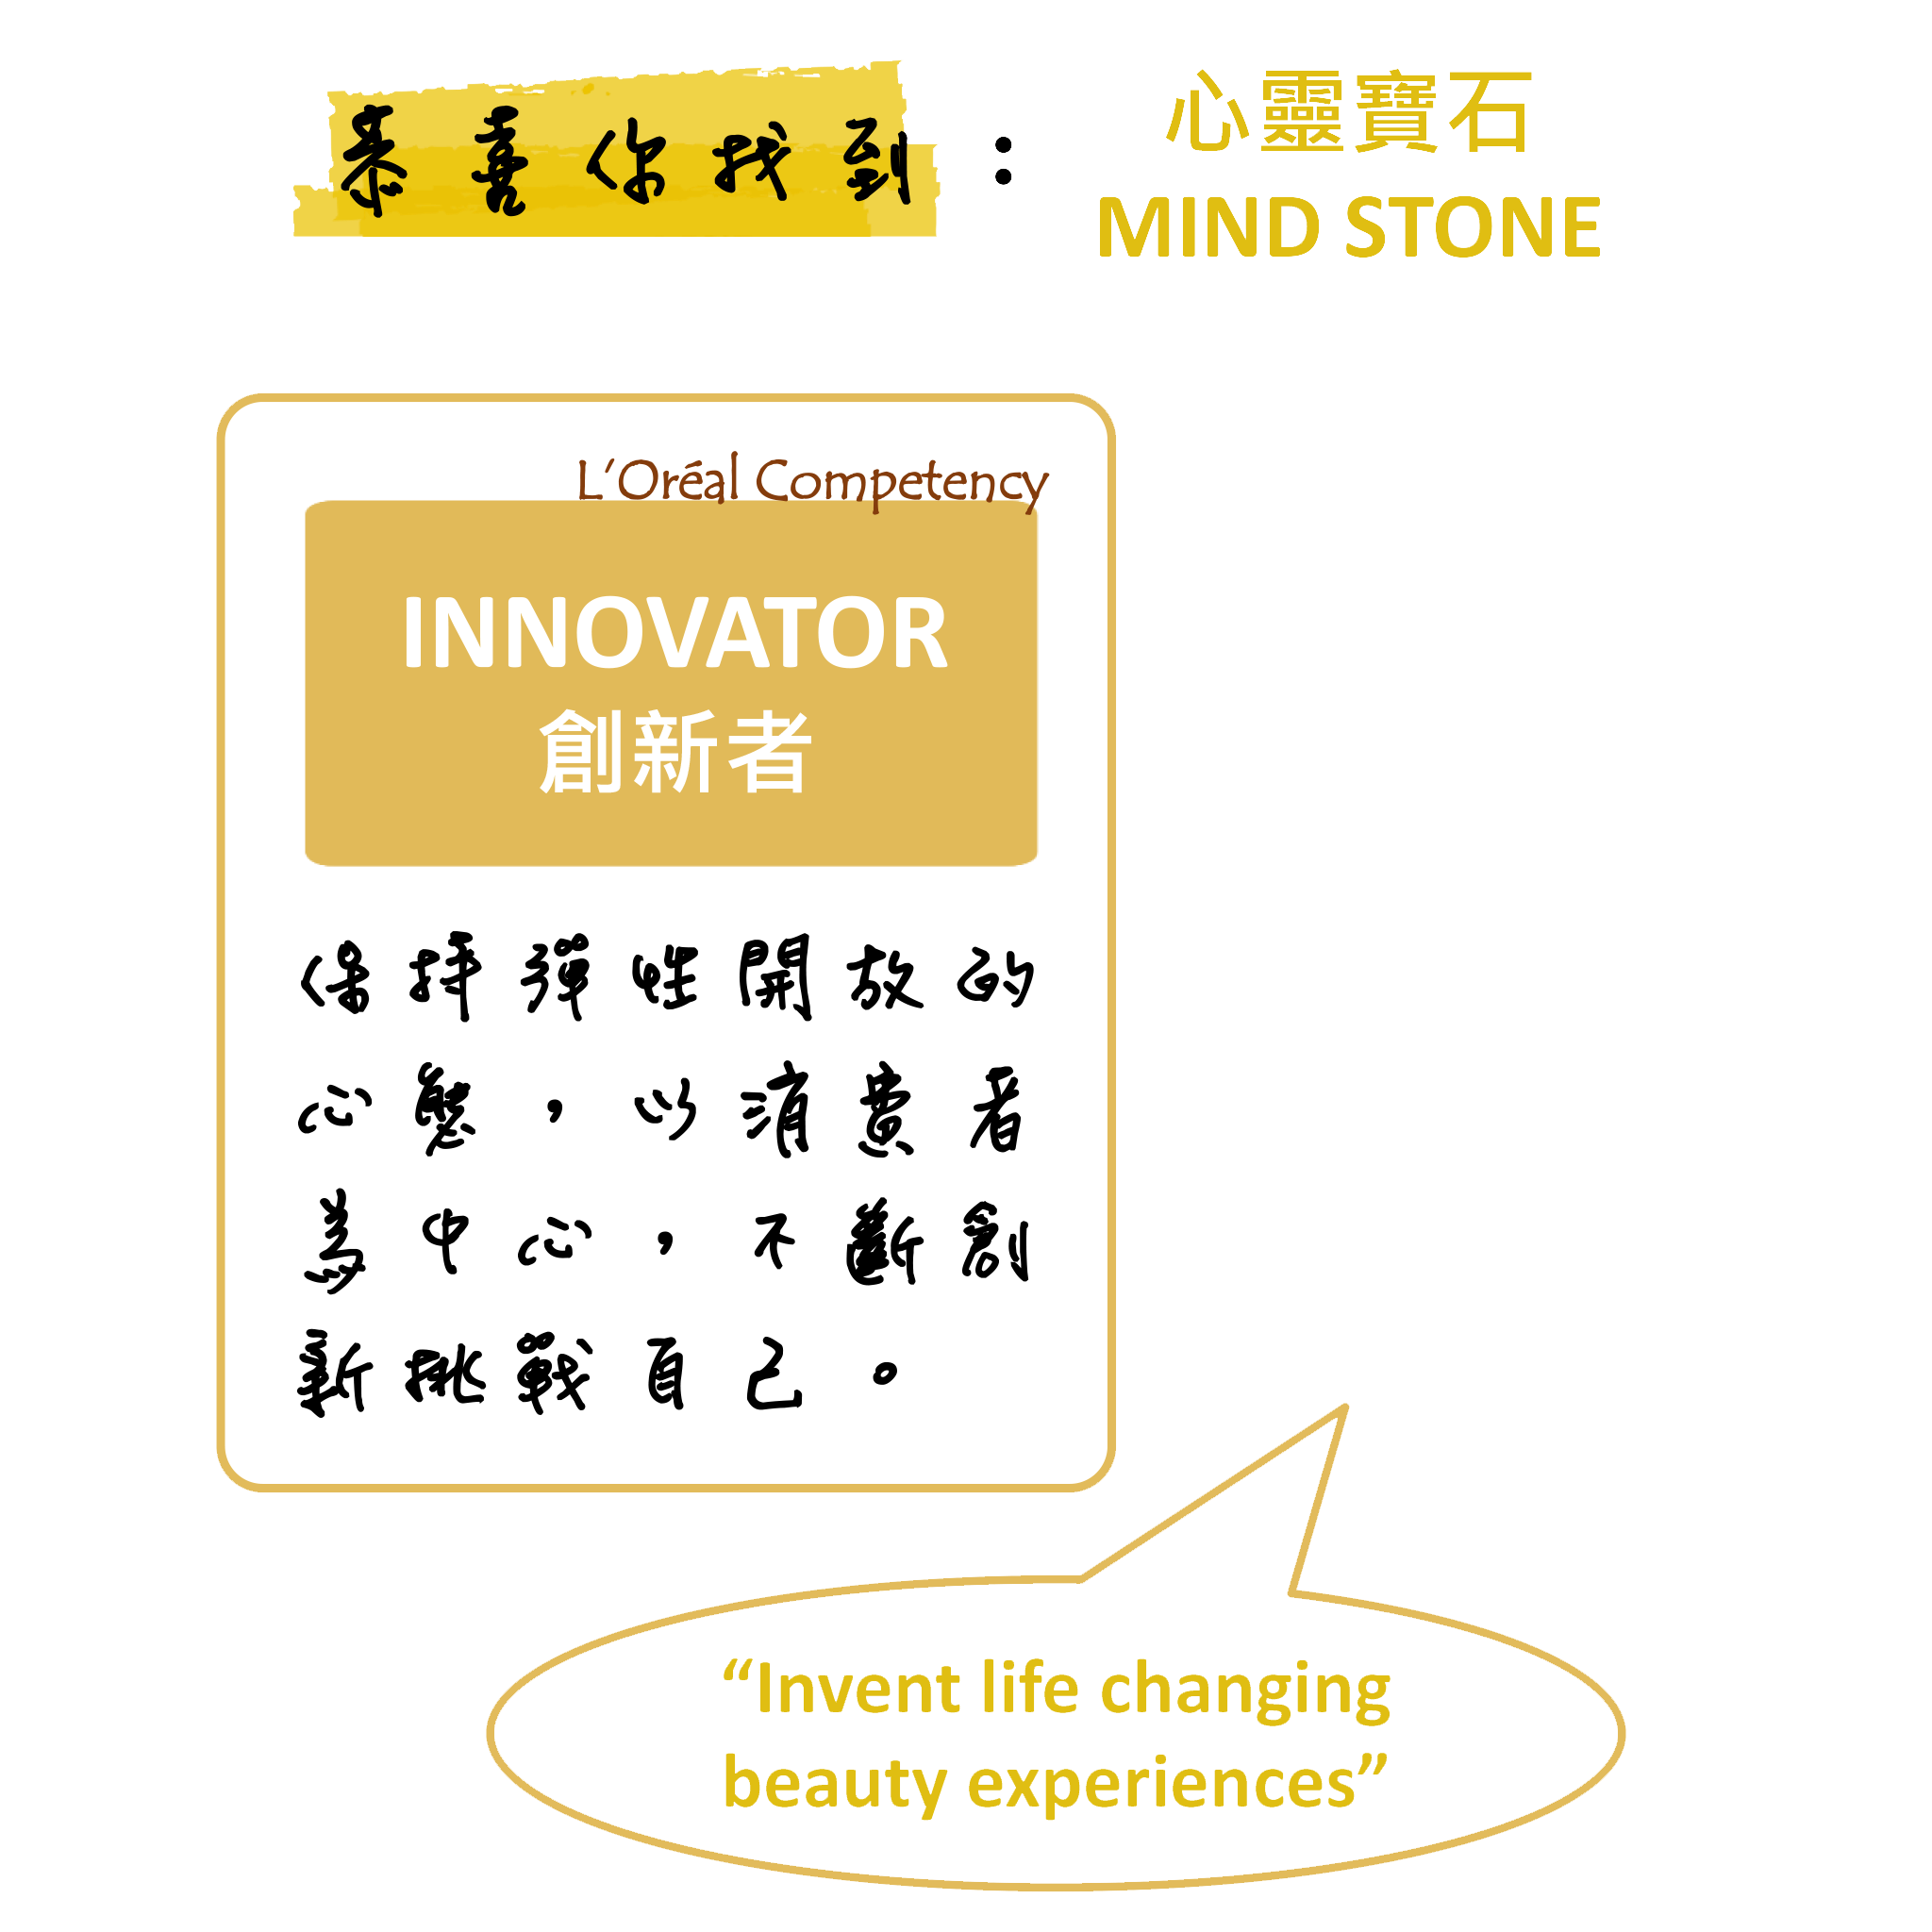 恭喜你找到：
心靈寶石
MIND STONE
L'Oréal Competency
INNOVATOR
創新者
保持彈性開放的
心態，以消費者
為中心，不斷創
新挑戰自己。
“Invent life changing
beauty experiences”